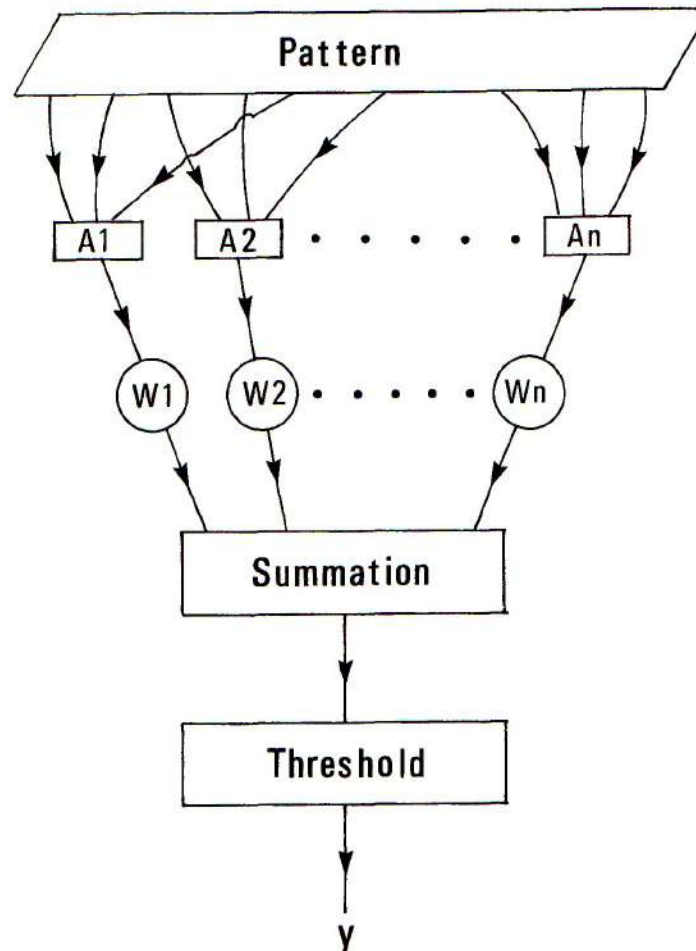 Pattern
A1 A2 An
W1 W2 Wn
Summation
Threshold
y